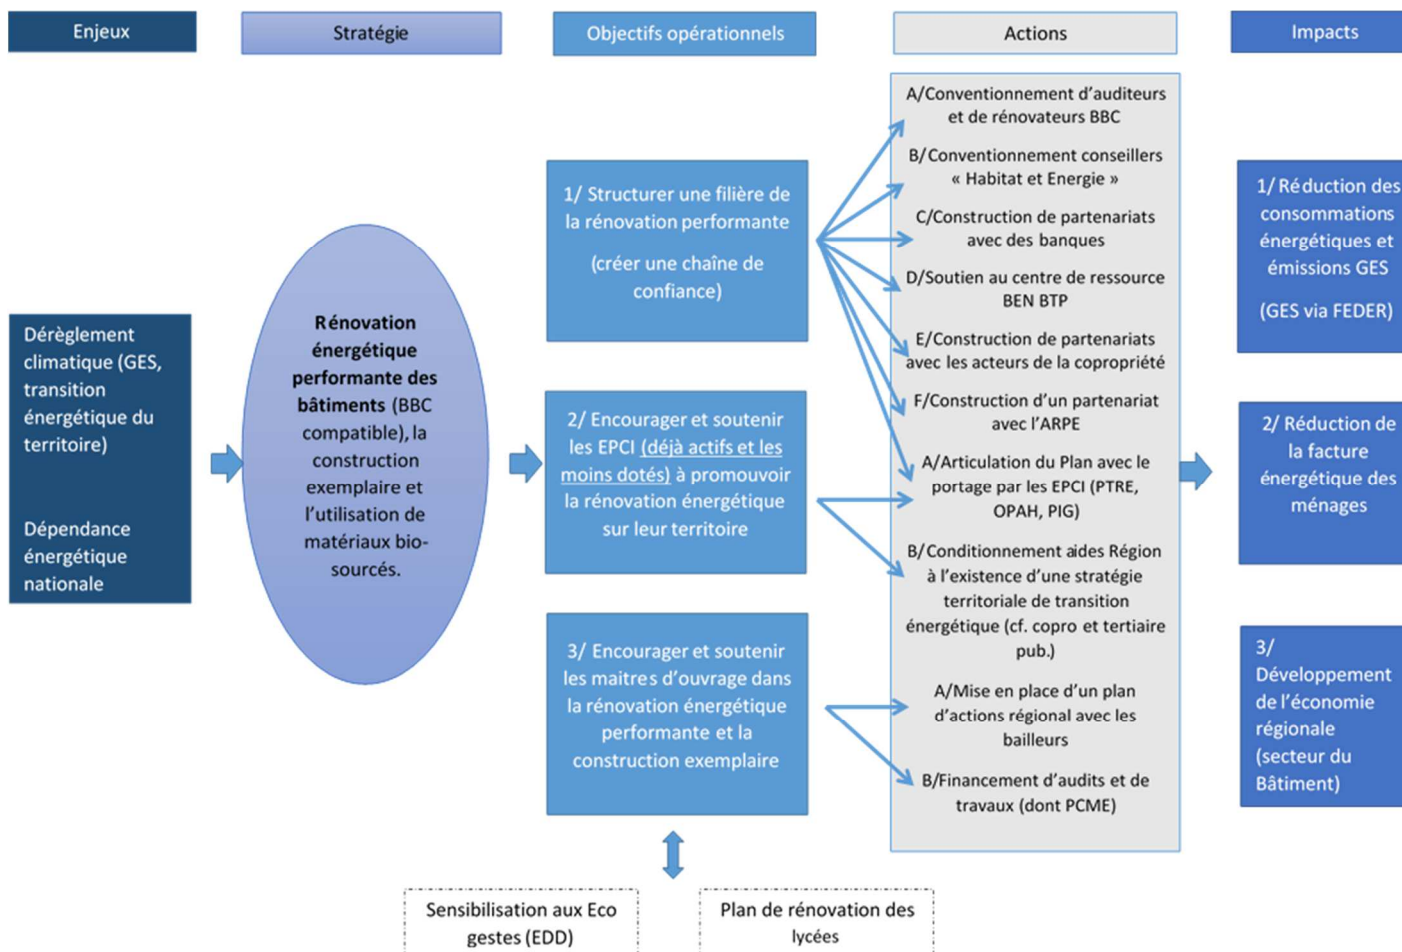 Enjeux
Stratégie
Objectifs opérationnels
Actions
Impacts
Dérèglement
climatique (GES,
transition
énergétique du
territoire)
Dépendance
énergétique
nationale
Rénovation
énergétique
performante des
bâtiments (BBC
compatible), la
construction
exemplaire et
l'utilisation de
matériaux bio-
sourcés.
1/ Structurer une filière de
la rénovation performante
(créer une chaîne de
confiance)
2/ Encourager et soutenir
les EPCI (déjà actifs et les
moins dotés) à promouvoir
la rénovation énergétique
sur leur territoire
3/ Encourager et soutenir
les maitres d'ouvrage dans
la rénovation énergétique
performante et la
construction exemplaire
A/Conventionnement d'auditeurs
et de rénovateurs BBC
B/Conventionnement conseillers
« Habitat et Energie »
C/Construction de partenariats
avec des banques
D/Soutien au centre de ressource
BEN BTP
E/Construction de partenariats
avec les acteurs de la copropriété
F/Construction d'un partenariat
avec l'ARPE
A/Articulation du Plan avec le
portage par les EPCI (PTRE,
OPAH, PIG)
B/Conditionnement aides Région
à l'existence d'une stratégie
territoriale de transition
énergétique (cf. copro et tertiaire
pub.)
A/Mise en place d'un plan
d'actions régional avec les
bailleurs
B/Financement d'audits et de
travaux (dont PCME)
1/ Réduction des
consommations
énergétiques et
émissions GES
(GES via FEDER)
2/ Réduction de
la facture
énergétique des
ménages
3/
Développement
de l'économie
régionale
(secteur du
Bâtiment)
Sensibilisation aux Eco
gestes (EDD)
Plan de rénovation des
lycées